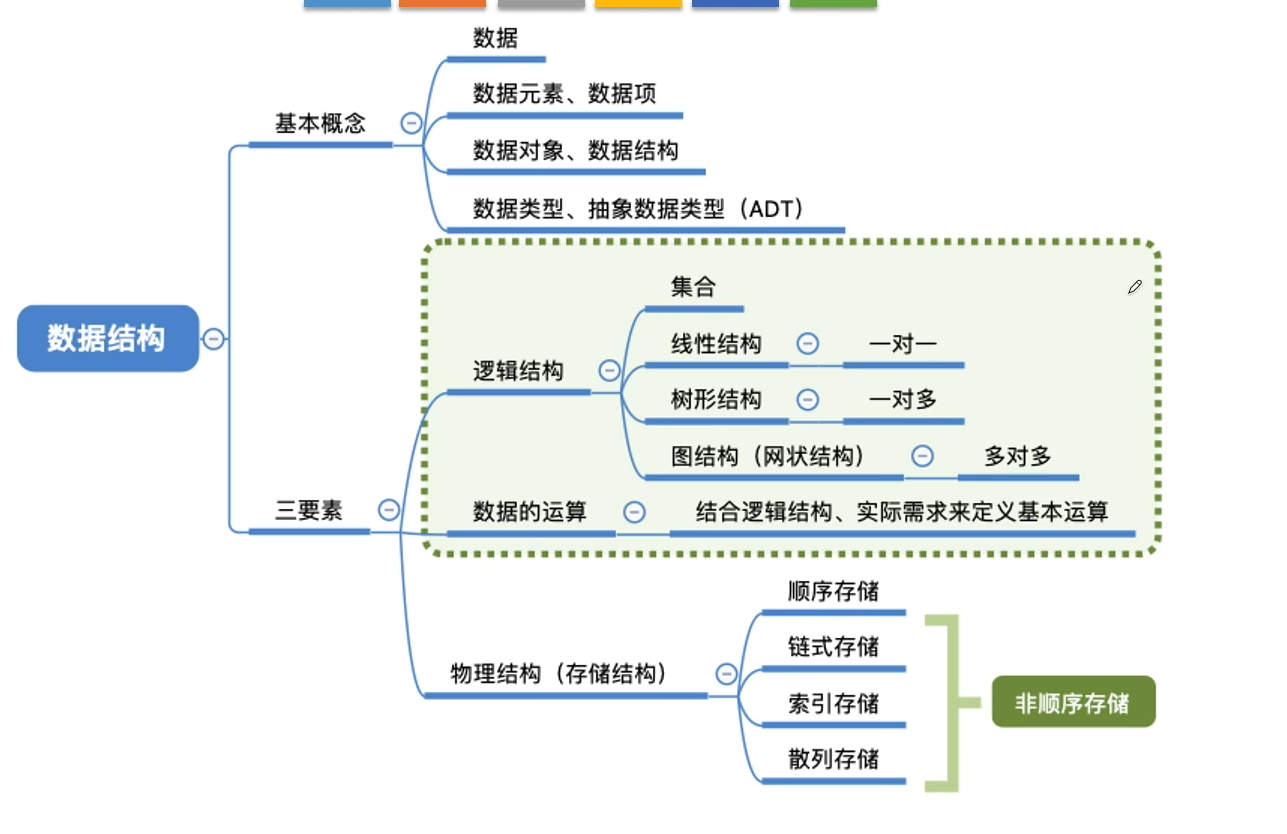 数据结构
基本概念
数据
数据元素、数据项
数据对象、数据结构
数据类型、抽象数据类型（ADT）
三要素
逻辑结构
集合
线性结构
一对一
树形结构
一对多
图结构（网状结构）
多对多
数据的运算
结合逻辑结构、实际需求来定义基本运算
物理结构（存储结构）
顺序存储
链式存储
索引存储
散列存储
非顺序存储